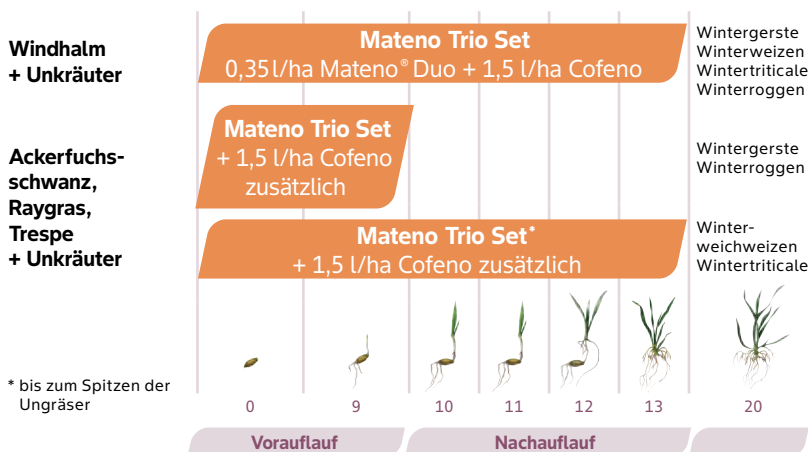 Windhalm
+ Unkräuter
Mateno Trio Set
0,35 l/ha Mateno® Duo + 1,5 l/ha Cofeno
Wintergerste
Winterweizen
Wintertriticale
Winterroggen
Ackerfuchs-
schwanz,
Raygras,
Trespe
+ Unkräuter
Mateno Trio Set
+ 1,5 l/ha Cofeno
zusätzlich
Wintergerste
Winterroggen
Mateno Trio Set*
+ 1,5 l/ha Cofeno zusätzlich
Winter-
weichweizen
Wintertriticale
* bis zum Spitzen der
Ungräser
0 9 10 11 12 13 20
Vorauflauf Nachauflauf